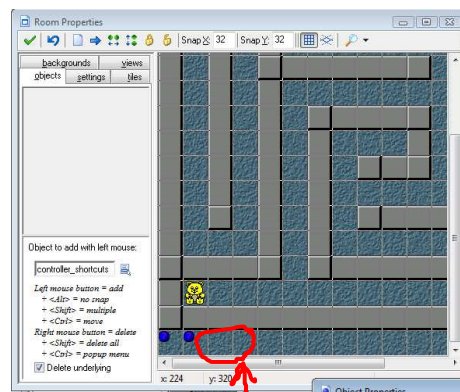 Room Properties
Snap X: 32 Snap Y: 32
backgrounds views
objects settings tiles
Object to add with left mouse:
controller_shortcuts
Left mouse button = add
+ <Alt> = no snap
+ <Shift> = multiple
+ <Ctrl> = move
Right mouse button = delete
+ <Shift> = delete all
+ <Ctrl> = popup menu
Delete underlying
x: 224 y: 320
Object Properties